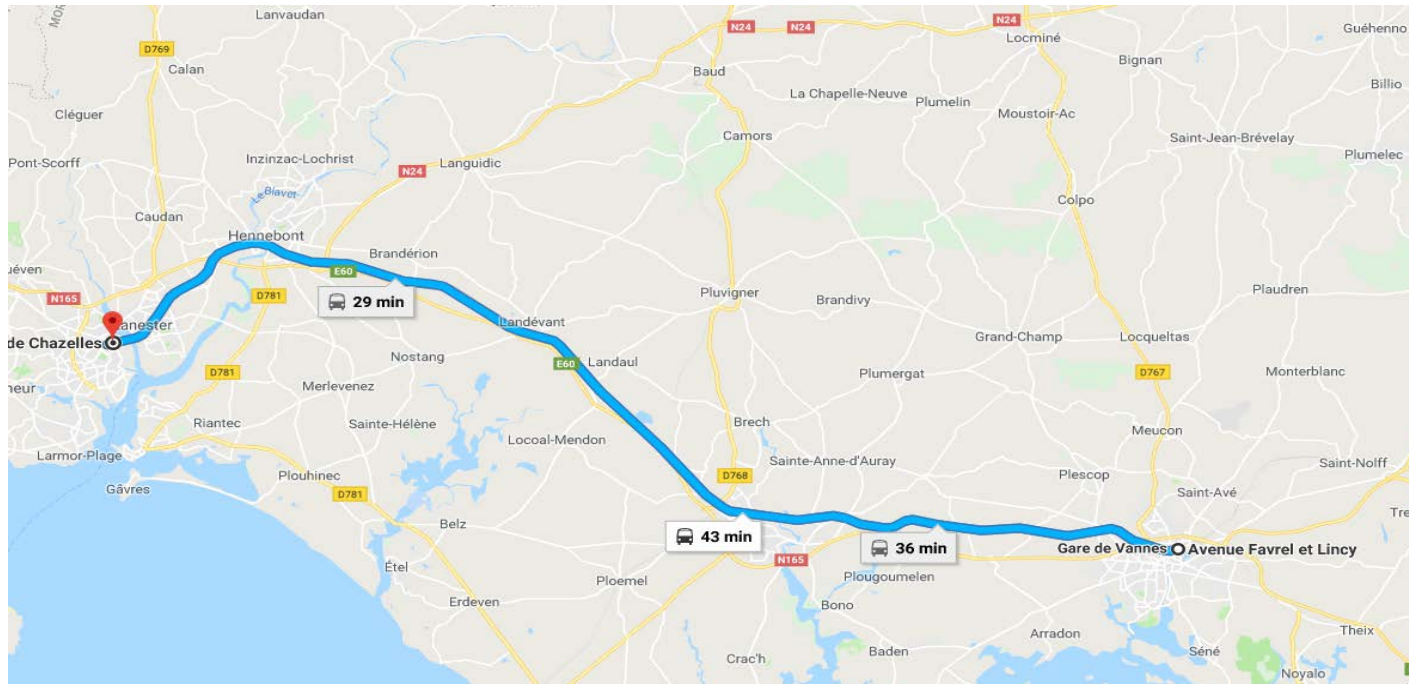 Lanvaudan
N24
N24
N24
Guéhenno
D769
Locminé
Calan
Baud
Bignan
Billio
La Chapelle-Neuve
Plumelin
Cléguer
Moustoir-Ac
Camors
Saint-Jean-Brévelay
Pont-Scorff
Inzinzac-Lochrist
Languidic
Plumelec
N24
Le Blavet
Colpo
Caudan
Hennebont
Brandérion
E60
Plaudren
N165
D781
29 min
Pluvigner
Brandivy
Landévant
anester
de Chazelles
Grand-Champ
Locqueltas
Nostang
E60
Landaul
D781
Merlevenez
Plumergat
D767
Monterblanc
Riantec
Sainte-Hélène
Brech
Meucon
Locoal-Mendon
Larmor-Plage
Sainte-Anne-d'Auray
Saint-Nolff
Plouhinec
D768
Plescop
Gâvres
D781
Saint-Avé
Belz
43 min
36 min
Gare de Vannes
Avenue Favrel et Lincy
N165
Étel
Ploemel
Plougoumelen
Erdeven
Bono
Arradon
Theix
Crac'h
Baden
Séné
Noyalo